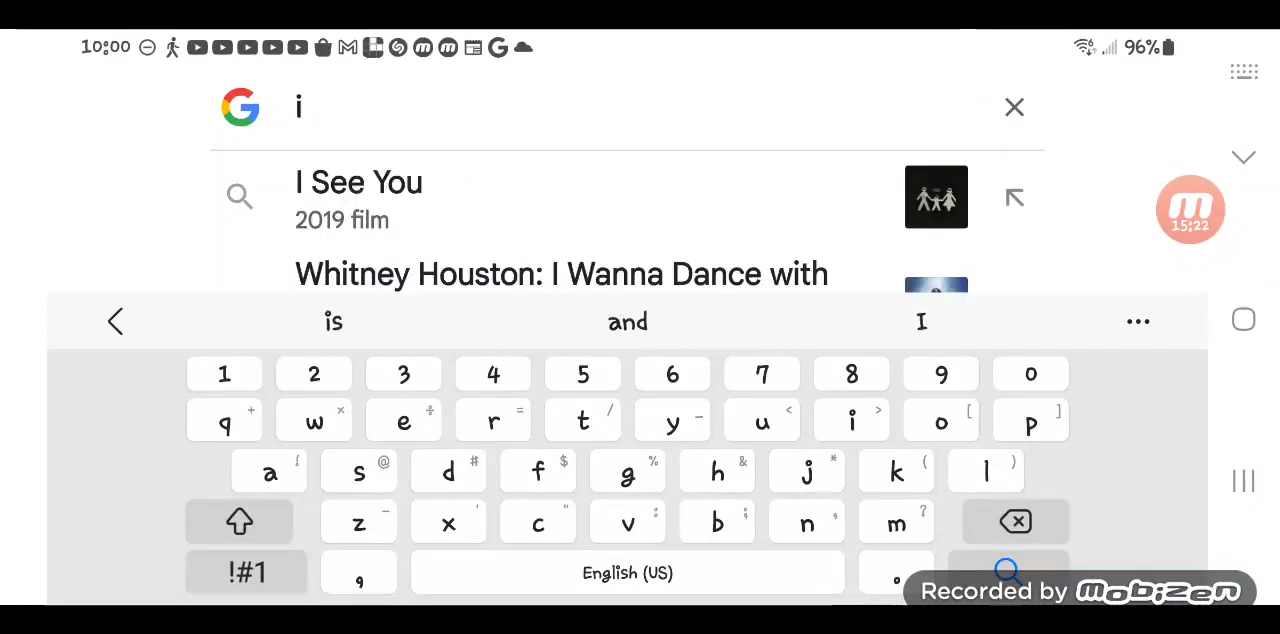 10:00
96%
i
I See You
2019 film
Whitney Houston: I Wanna Dance with
is and I
15:22
1 2 3 4 5 6 7 8 9 0
q + w × e ÷ r = t / y - u < i > o [ p ]
a ! s @ d # f $ g % h & j * k ( l )
z - x ' c " v : b ; n , m ?
!#1 , English (US) .
Recorded by mobizen